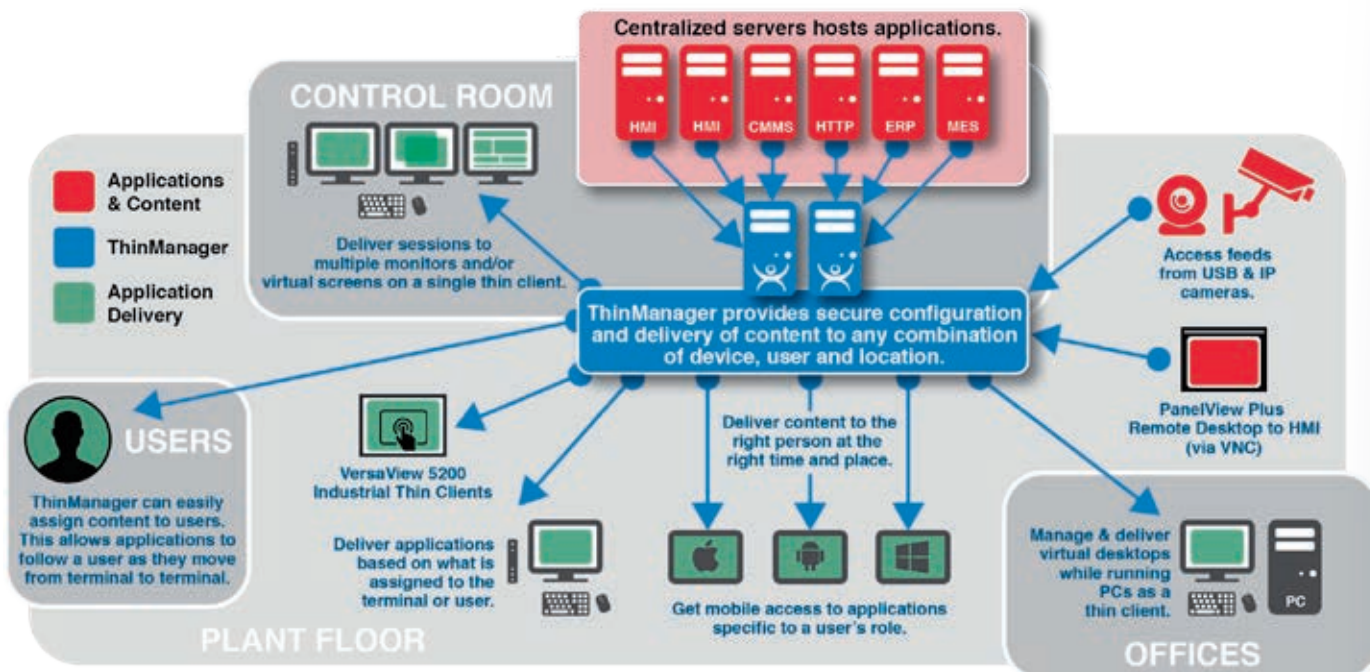 Centralized servers hosts applications.
HMI
HMI
CMMS
HTTP
ERP
MES
CONTROL ROOM
Deliver sessions to
multiple monitors and/or
virtual screens on a single thin client.
Applications
& Content
ThinManager
Application
Delivery
Access feeds
from USB & IP
cameras.
ThinManager provides secure configuration
and delivery of content to any combination
of device, user and location.
PanelView Plus
Remote Desktop to HMI
(via VNC)
USERS
ThinManager can easily
assign content to users.
This allows applications to
follow a user as they move
from terminal to terminal.
VersaView 5200
Industrial Thin Clients
Deliver content to the
right person at the
right time and place.
Deliver applications
based on what is
assigned to the
terminal or user.
Get mobile access to applications
specific to a user's role.
Manage & deliver
virtual desktops
while running
PCs as a
thin client.
PC
PLANT FLOOR
OFFICES